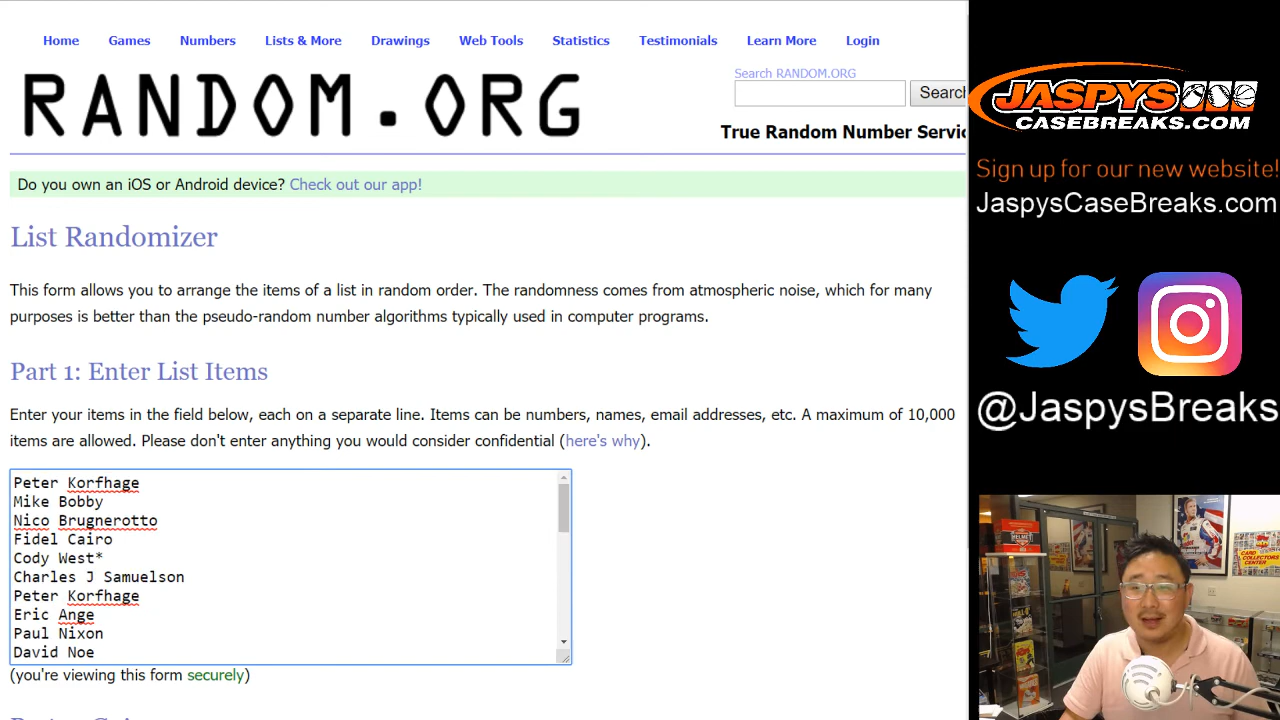 Home Games Numbers Lists & More Drawings Web Tools Statistics Testimonials Learn More Login
RANDOM.ORG
Search RANDOM.ORG
Search
True Random Number Servic
Do you own an iOS or Android device? Check out our app!
List Randomizer
This form allows you to arrange the items of a list in random order. The randomness comes from atmospheric noise, which for many
purposes is better than the pseudo-random number algorithms typically used in computer programs.
Part 1: Enter List Items
Enter your items in the field below, each on a separate line. Items can be numbers, names, email addresses, etc. A maximum of 10,000
items are allowed. Please don't enter anything you would consider confidential (here's why).
Peter Korfhage
Mike Bobby
Nico Brugnerotto
Fidel Cairo
Cody West*
Charles J Samuelson
Peter Korfhage
Eric Ange
Paul Nixon
David Noe
(you're viewing this form securely)
JASPYS
CASEBREAKS.COM
Sign up for our new website!
JaspysCaseBreaks.com
@JaspysBreaks
CARD
COLLECTORS
CENTER